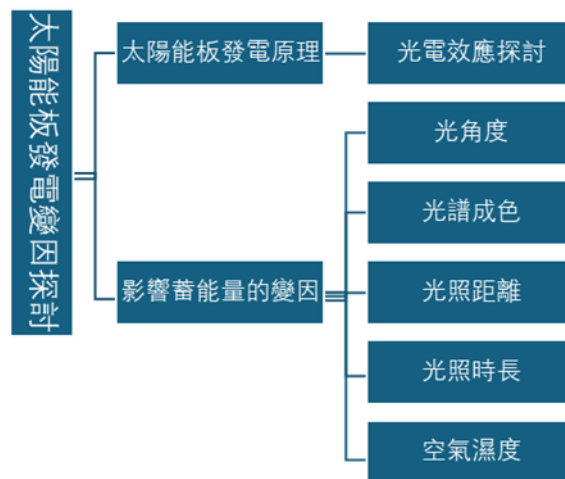 太陽能板發電變因探討
太陽能板發電原理
光電效應探討
影響蓄能量的變因
光角度
光譜成色
光照距離
光照時長
空氣濕度